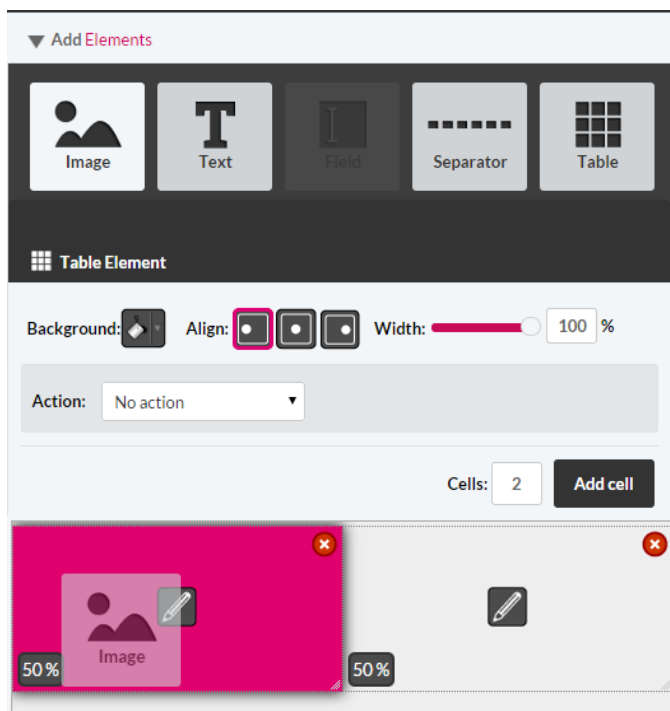 Add Elements
Image Text Field Separator Table
Table Element
Background: Align: Width: 100 %
Action: No action
Cells: 2 Add cell
Image
50 % 50 %